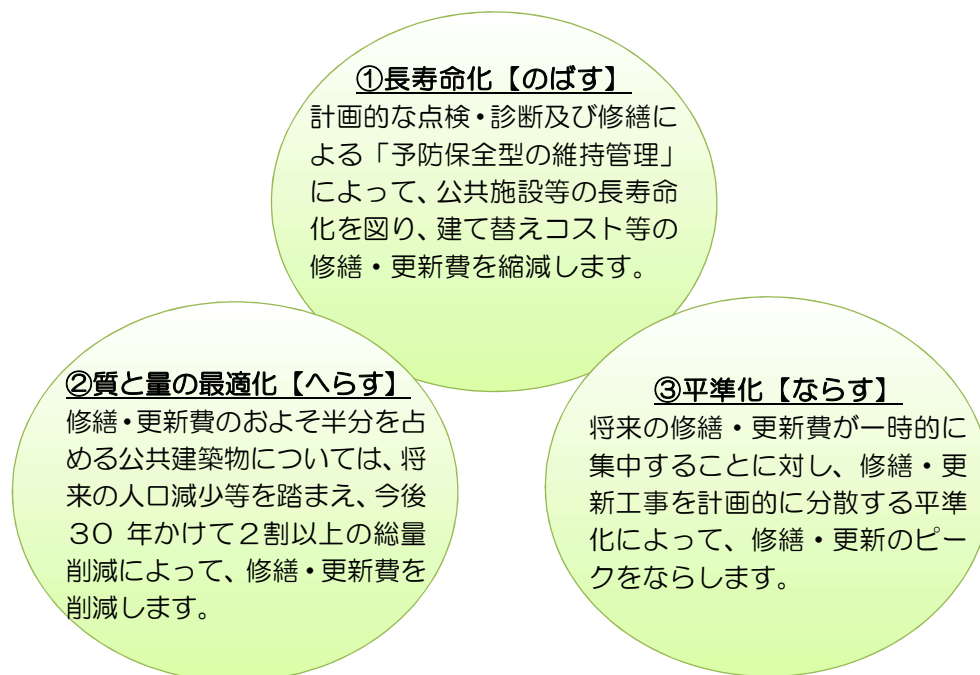 ①長寿命化【のばす】
計画的な点検・診断及び修繕に
よる「予防保全型の維持管理」
によって、公共施設等の長寿命
化を図り、建て替えコスト等の
修繕・更新費を縮減します。
②質と量の最適化【へらす】
修繕・更新費のおよそ半分を占
める公共建築物については、将
来の人口減少等を踏まえ、今後
30 年かけて2割以上の総量
削減によって、修繕・更新費を
削減します。
③平準化【ならす】
将来の修繕・更新費が一時的に
集中することに対し、修繕・更
新工事を計画的に分散する平準
化によって、修繕・更新のピー
クをならします。